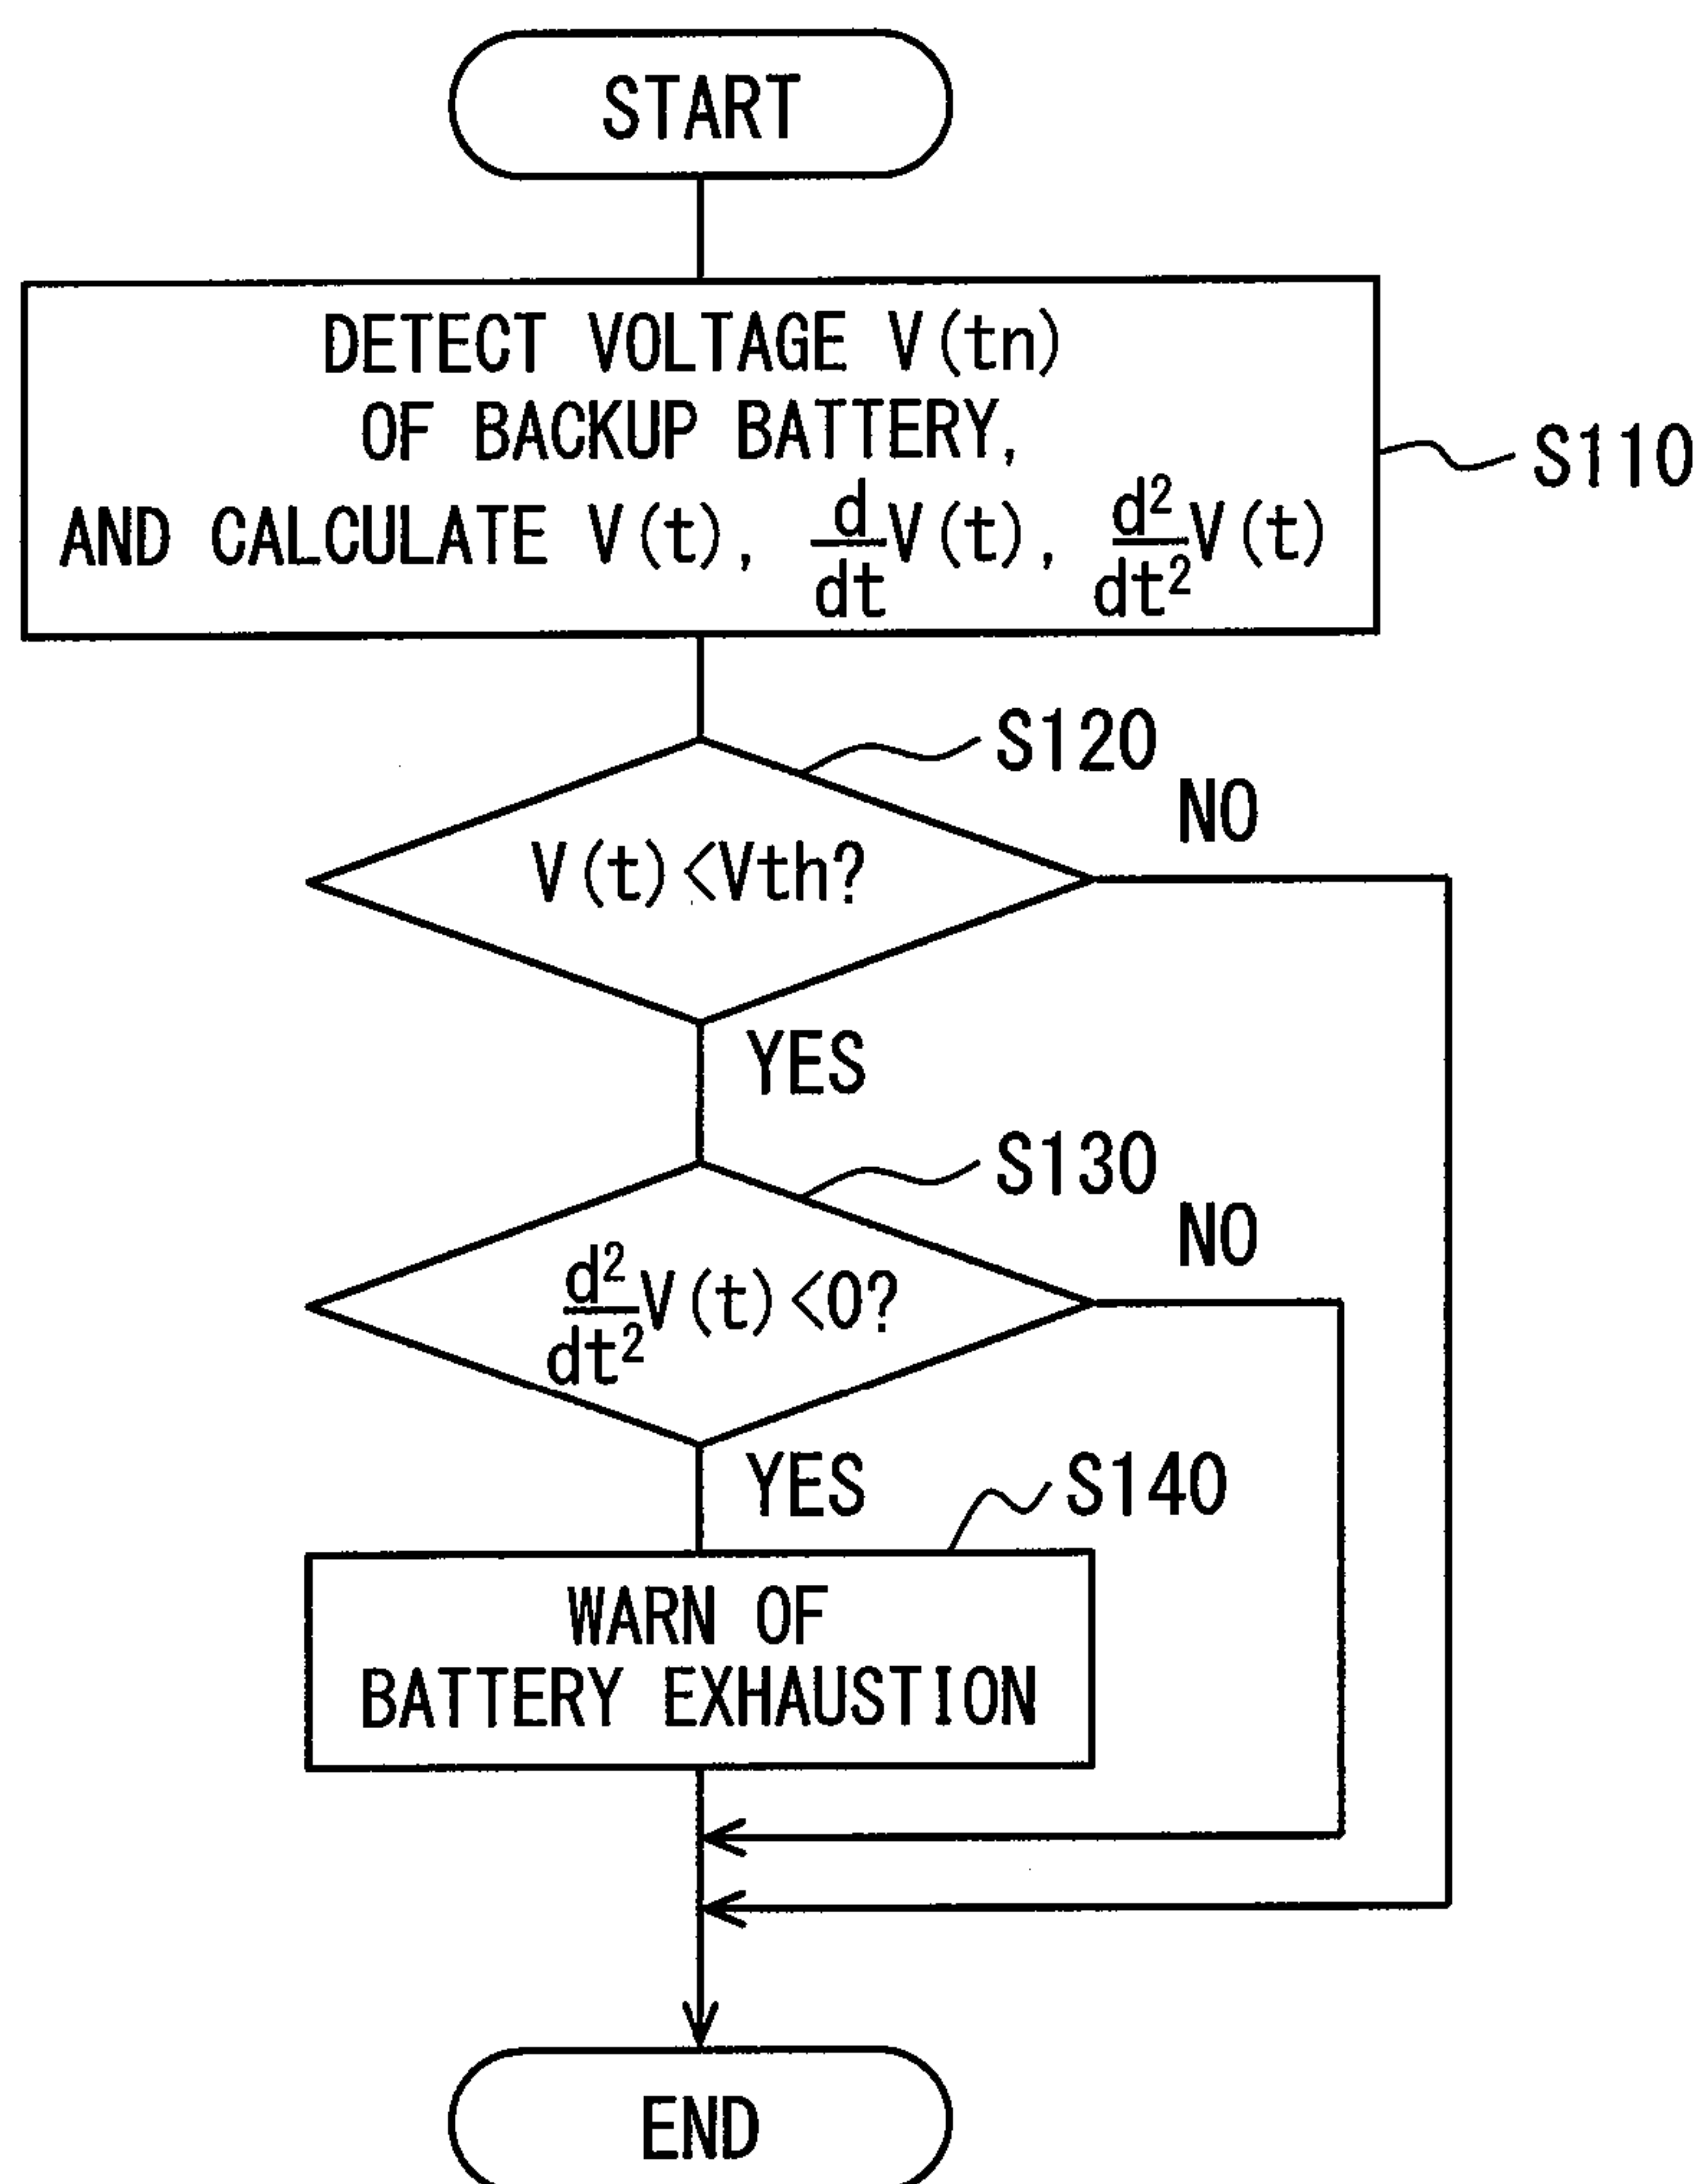 START
DETECT VOLTAGE V(tn)
OF BACKUP BATTERY,
AND CALCULATE V(t), d/dt V(t), d²/dt² V(t)
S110
S120
NO
V(t)<Vth?
YES
S130
NO
d²/dt² V(t)<0?
YES
S140
WARN OF
BATTERY EXHAUSTION
END